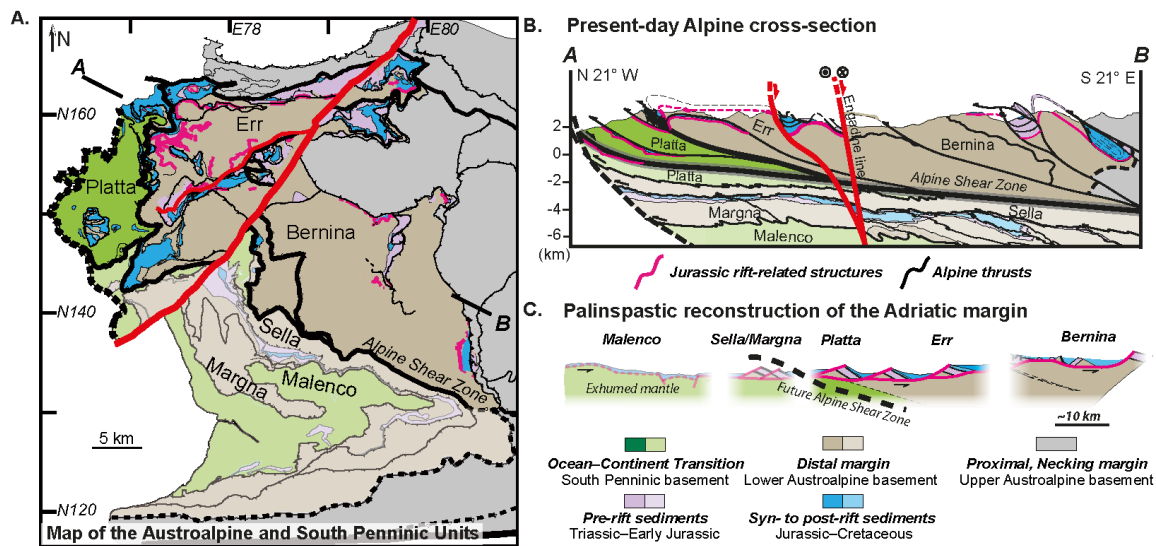 A.
N
E78
E80
A
N160
Err
Platta
Bernina
N140
B
Sella
Alpine Shear Zone
Margna
Malenco
5 km
N120
Map of the Austroalpine and South Penninic Units
B. Present-day Alpine cross-section
A
B
N 21° W
S 21° E
2
0
-2
-4
-6
(km)
Err
Engadine line
Bernina
Platta
Platta
Alpine Shear Zone
Margna
Sella
Malenco
Jurassic rift-related structures
Alpine thrusts
C. Palinspastic reconstruction of the Adriatic margin
Malenco
Sella/Margna
Platta
Err
Bernina
Exhumed mantle
Future Alpine Shear Zone
~10 km
Ocean–Continent Transition
South Penninic basement
Distal margin
Lower Austroalpine basement
Proximal, Necking margin
Upper Austroalpine basement
Pre-rift sediments
Triassic–Early Jurassic
Syn- to post-rift sediments
Jurassic–Cretaceous